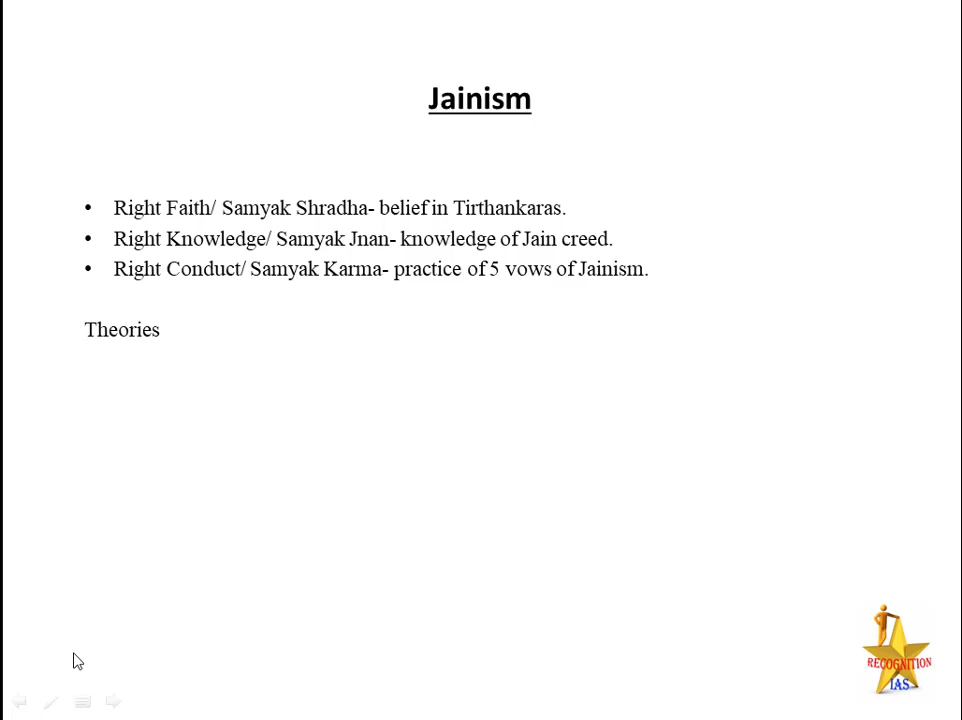 Jainism
• Right Faith/ Samyak Shradha- belief in Tirthankaras.
• Right Knowledge/ Samyak Jnan- knowledge of Jain creed.
• Right Conduct/ Samyak Karma- practice of 5 vows of Jainism.
Theories
RECOGNITION
IAS